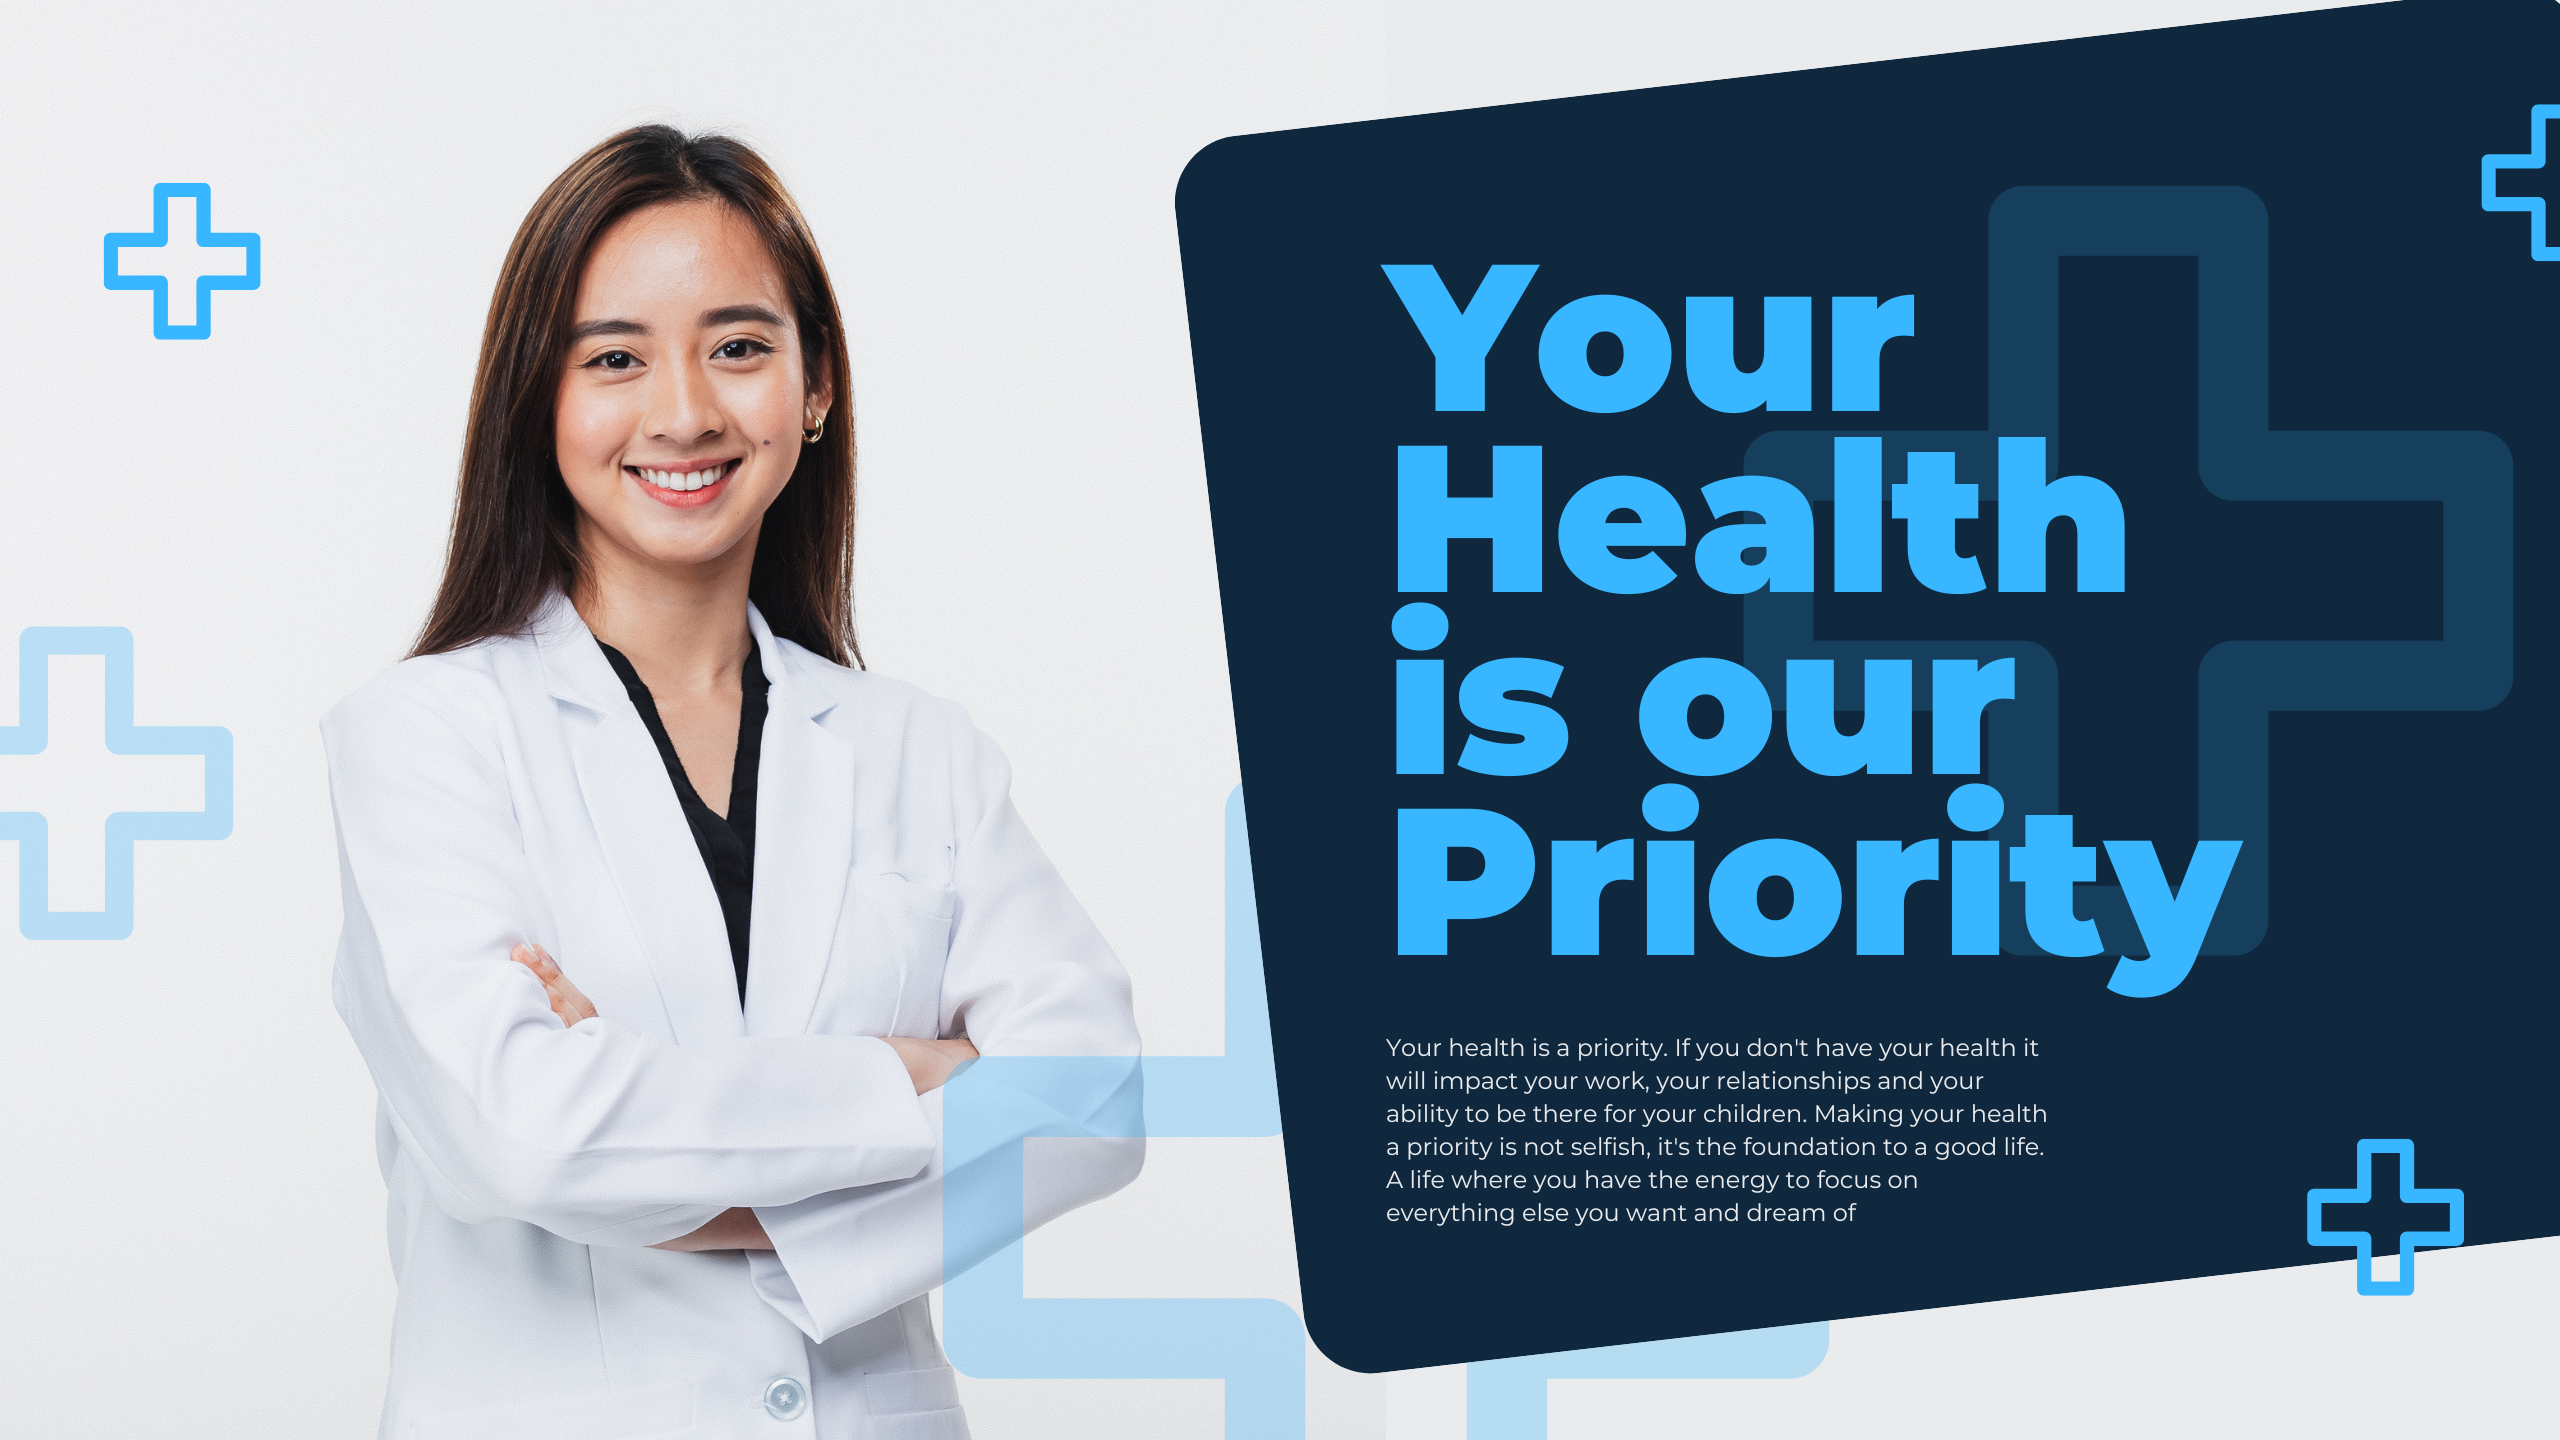 Your
Health
is our
Priority
Your health is a priority. If you don't have your health it
will impact your work, your relationships and your
ability to be there for your children. Making your health
a priority is not selfish, it's the foundation to a good life.
A life where you have the energy to focus on
everything else you want and dream of